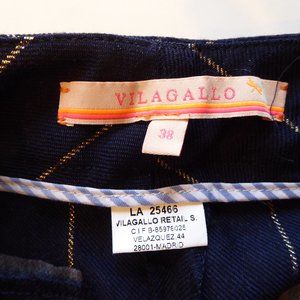 VILAGALLO
38
LA 25466
VILAGALLO RETAIL S.
C I F B-85976025
VELAZQUEZ 44
28001-MADRID